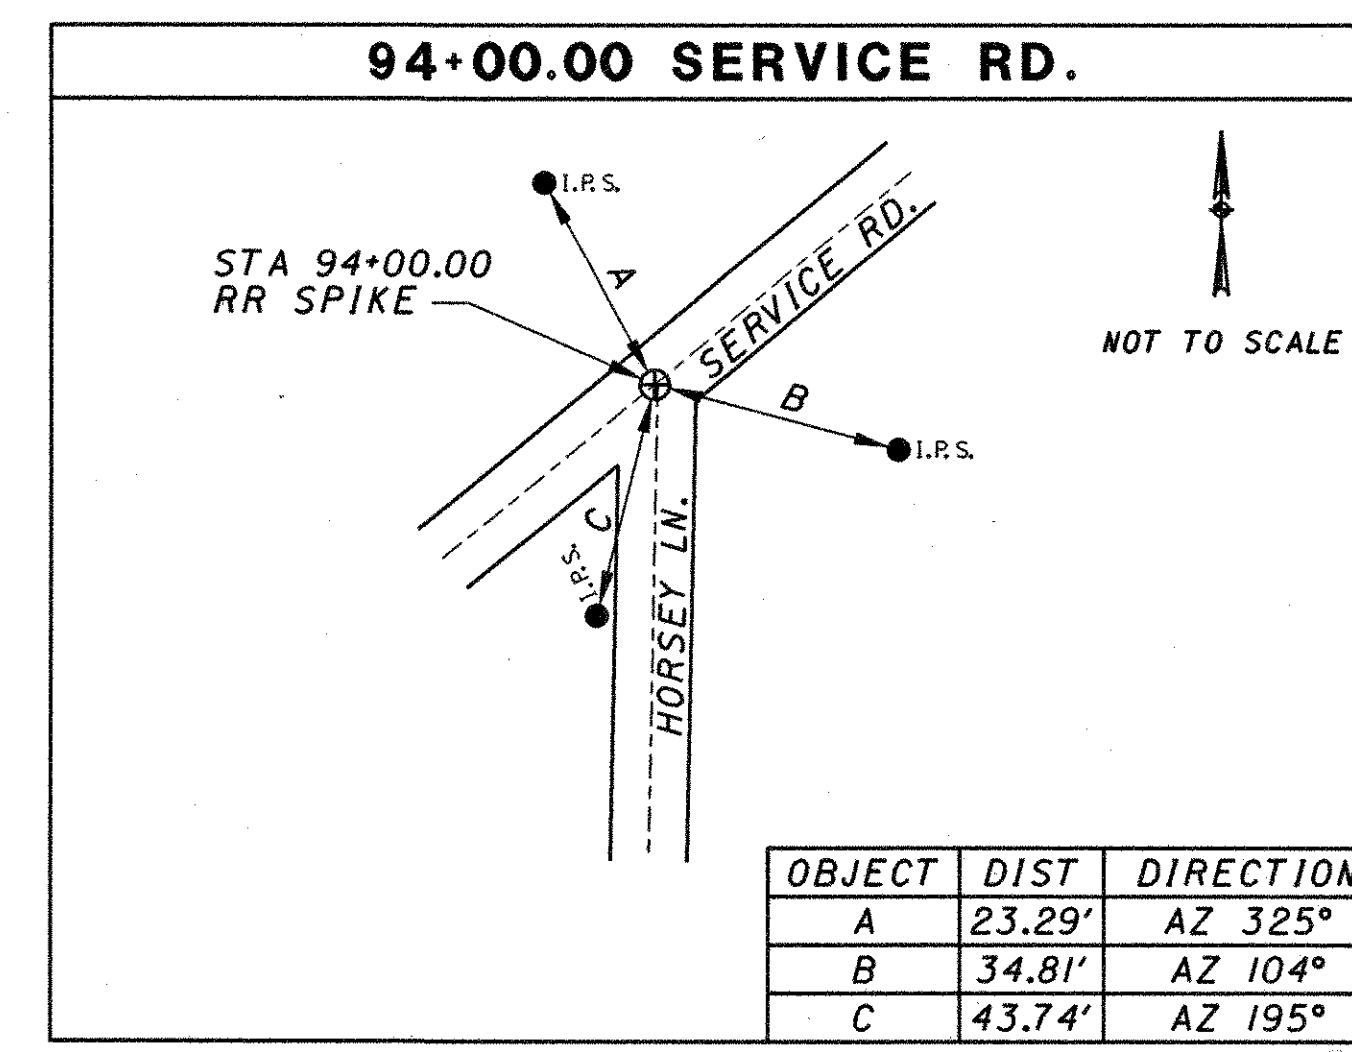 94+00.00 SERVICE RD.
I.P.S.
STA 94+00.00
RR SPIKE
A
SERVICE RD.
NOT TO SCALE
B
I.P.S.
C
I.P.S.
HORSEY LN.
OBJECT DIST DIRECTION
A 23.29' AZ 325°
B 34.81' AZ 104°
C 43.74' AZ 195°